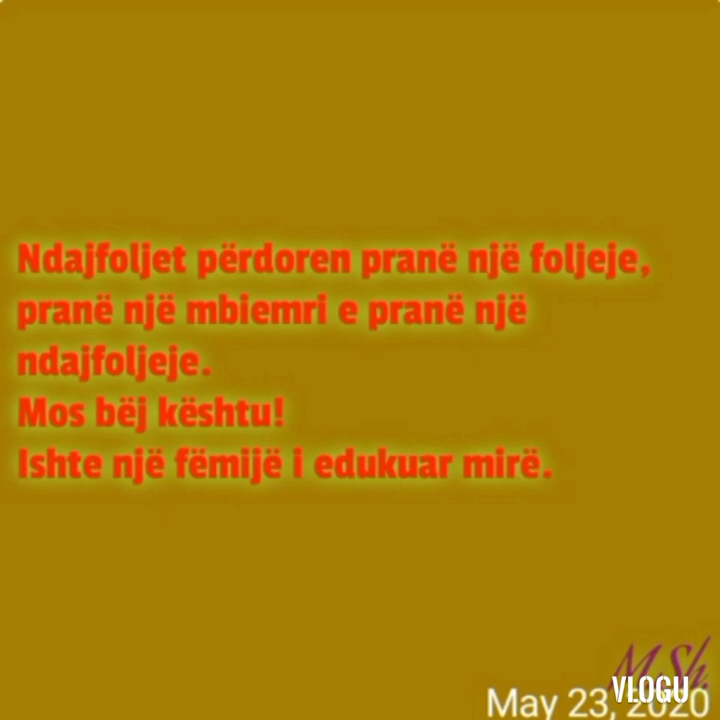 Ndajfoljet përdoren pranë një foljeje,
pranë një mbiemri e pranë një
ndajfoljeje.
Mos bëj kështu!
Ishte një fëmijë i edukuar mirë.
M.Sh.
VLOGU
May 23, 2020